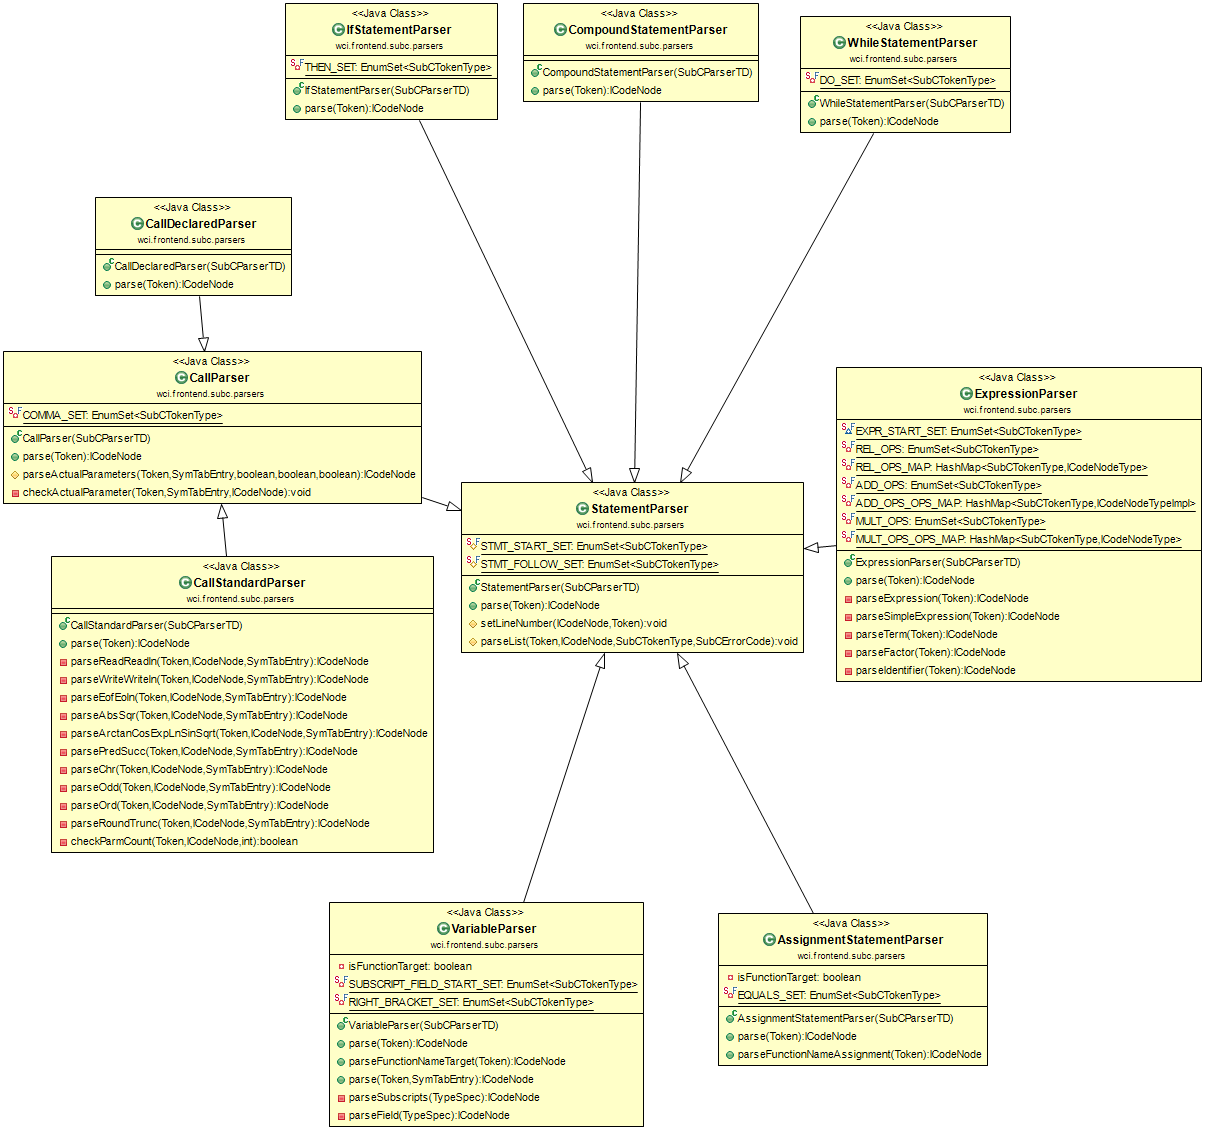 <<Java Class>>
IfStatementParser
wci.frontend.subc.parsers
THEN_SET: EnumSet<SubCTokenType>
IfStatementParser(SubCParserTD)
parse(Token):ICodeNode
<<Java Class>>
CompoundStatementParser
wci.frontend.subc.parsers
CompoundStatementParser(SubCParserTD)
parse(Token):ICodeNode
<<Java Class>>
WhileStatementParser
wci.frontend.subc.parsers
DO_SET: EnumSet<SubCTokenType>
WhileStatementParser(SubCParserTD)
parse(Token):ICodeNode
<<Java Class>>
CallDeclaredParser
wci.frontend.subc.parsers
CallDeclaredParser(SubCParserTD)
parse(Token):ICodeNode
<<Java Class>>
CallParser
wci.frontend.subc.parsers
COMMA_SET: EnumSet<SubCTokenType>
CallParser(SubCParserTD)
parse(Token):ICodeNode
parseActualParameters(Token,SymTabEntry,boolean,boolean,boolean):ICodeNode
checkActualParameter(Token,SymTabEntry,ICodeNode):void
<<Java Class>>
ExpressionParser
wci.frontend.subc.parsers
EXPR_START_SET: EnumSet<SubCTokenType>
REL_OPS: EnumSet<SubCTokenType>
REL_OPS_MAP: HashMap<SubCTokenType,ICodeNodeType>
ADD_OPS: EnumSet<SubCTokenType>
ADD_OPS_OPS_MAP: HashMap<SubCTokenType,ICodeNodeTypeImpl>
MULT_OPS: EnumSet<SubCTokenType>
MULT_OPS_OPS_MAP: HashMap<SubCTokenType,ICodeNodeType>
ExpressionParser(SubCParserTD)
parse(Token):ICodeNode
parseExpression(Token):ICodeNode
parseSimpleExpression(Token):ICodeNode
parseTerm(Token):ICodeNode
parseFactor(Token):ICodeNode
parseIdentifier(Token):ICodeNode
<<Java Class>>
StatementParser
wci.frontend.subc.parsers
STMT_START_SET: EnumSet<SubCTokenType>
STMT_FOLLOW_SET: EnumSet<SubCTokenType>
StatementParser(SubCParserTD)
parse(Token):ICodeNode
setLineNumber(ICodeNode,Token):void
parseList(Token,ICodeNode,SubCTokenType,SubCErrorCode):void
<<Java Class>>
CallStandardParser
wci.frontend.subc.parsers
CallStandardParser(SubCParserTD)
parse(Token):ICodeNode
parseReadReadln(Token,ICodeNode,SymTabEntry):ICodeNode
parseWriteWriteln(Token,ICodeNode,SymTabEntry):ICodeNode
parseEofEoln(Token,ICodeNode,SymTabEntry):ICodeNode
parseAbsSqr(Token,ICodeNode,SymTabEntry):ICodeNode
parseArctanCosExpLnSinSqrt(Token,ICodeNode,SymTabEntry):ICodeNode
parsePredSucc(Token,ICodeNode,SymTabEntry):ICodeNode
parseChr(Token,ICodeNode,SymTabEntry):ICodeNode
parseOdd(Token,ICodeNode,SymTabEntry):ICodeNode
parseOrd(Token,ICodeNode,SymTabEntry):ICodeNode
parseRoundTrunc(Token,ICodeNode,SymTabEntry):ICodeNode
checkParmCount(Token,ICodeNode,int):boolean
<<Java Class>>
VariableParser
wci.frontend.subc.parsers
isFunctionTarget: boolean
SUBSCRIPT_FIELD_START_SET: EnumSet<SubCTokenType>
RIGHT_BRACKET_SET: EnumSet<SubCTokenType>
VariableParser(SubCParserTD)
parse(Token):ICodeNode
parseFunctionNameTarget(Token):ICodeNode
parse(Token,SymTabEntry):ICodeNode
parseSubscripts(TypeSpec):ICodeNode
parseField(TypeSpec):ICodeNode
<<Java Class>>
AssignmentStatementParser
wci.frontend.subc.parsers
isFunctionTarget: boolean
EQUALS_SET: EnumSet<SubCTokenType>
AssignmentStatementParser(SubCParserTD)
parse(Token):ICodeNode
parseFunctionNameAssignment(Token):ICodeNode